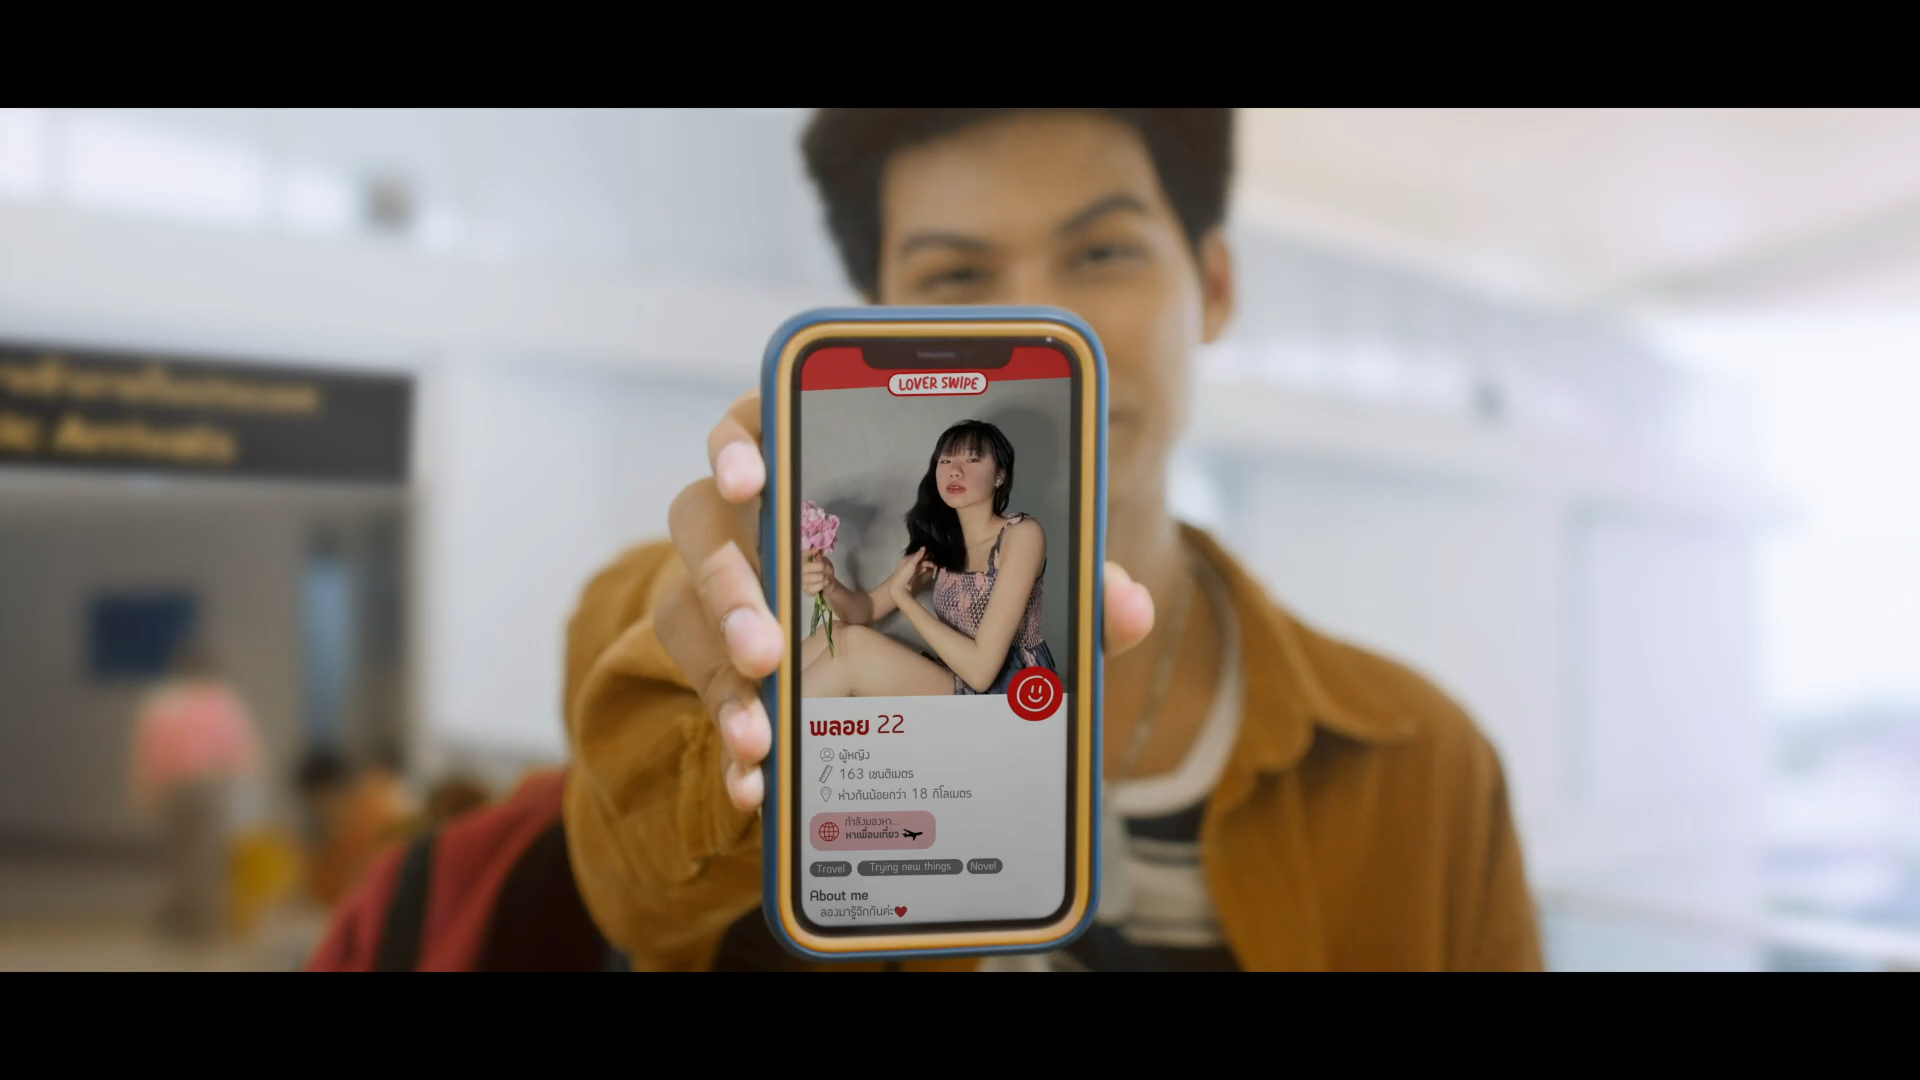 LOVER SWIPE
พลอย 22
ผู้หญิง
163 เซนติเมตร
ห่างกันน้อยกว่า 18 กิโลเมตร
กำลังมองหา...
หาเพื่อนเที่ยว
Travel Trying new things Novel
About me
ลองมารู้จักกันค่ะ❤
Arrivals